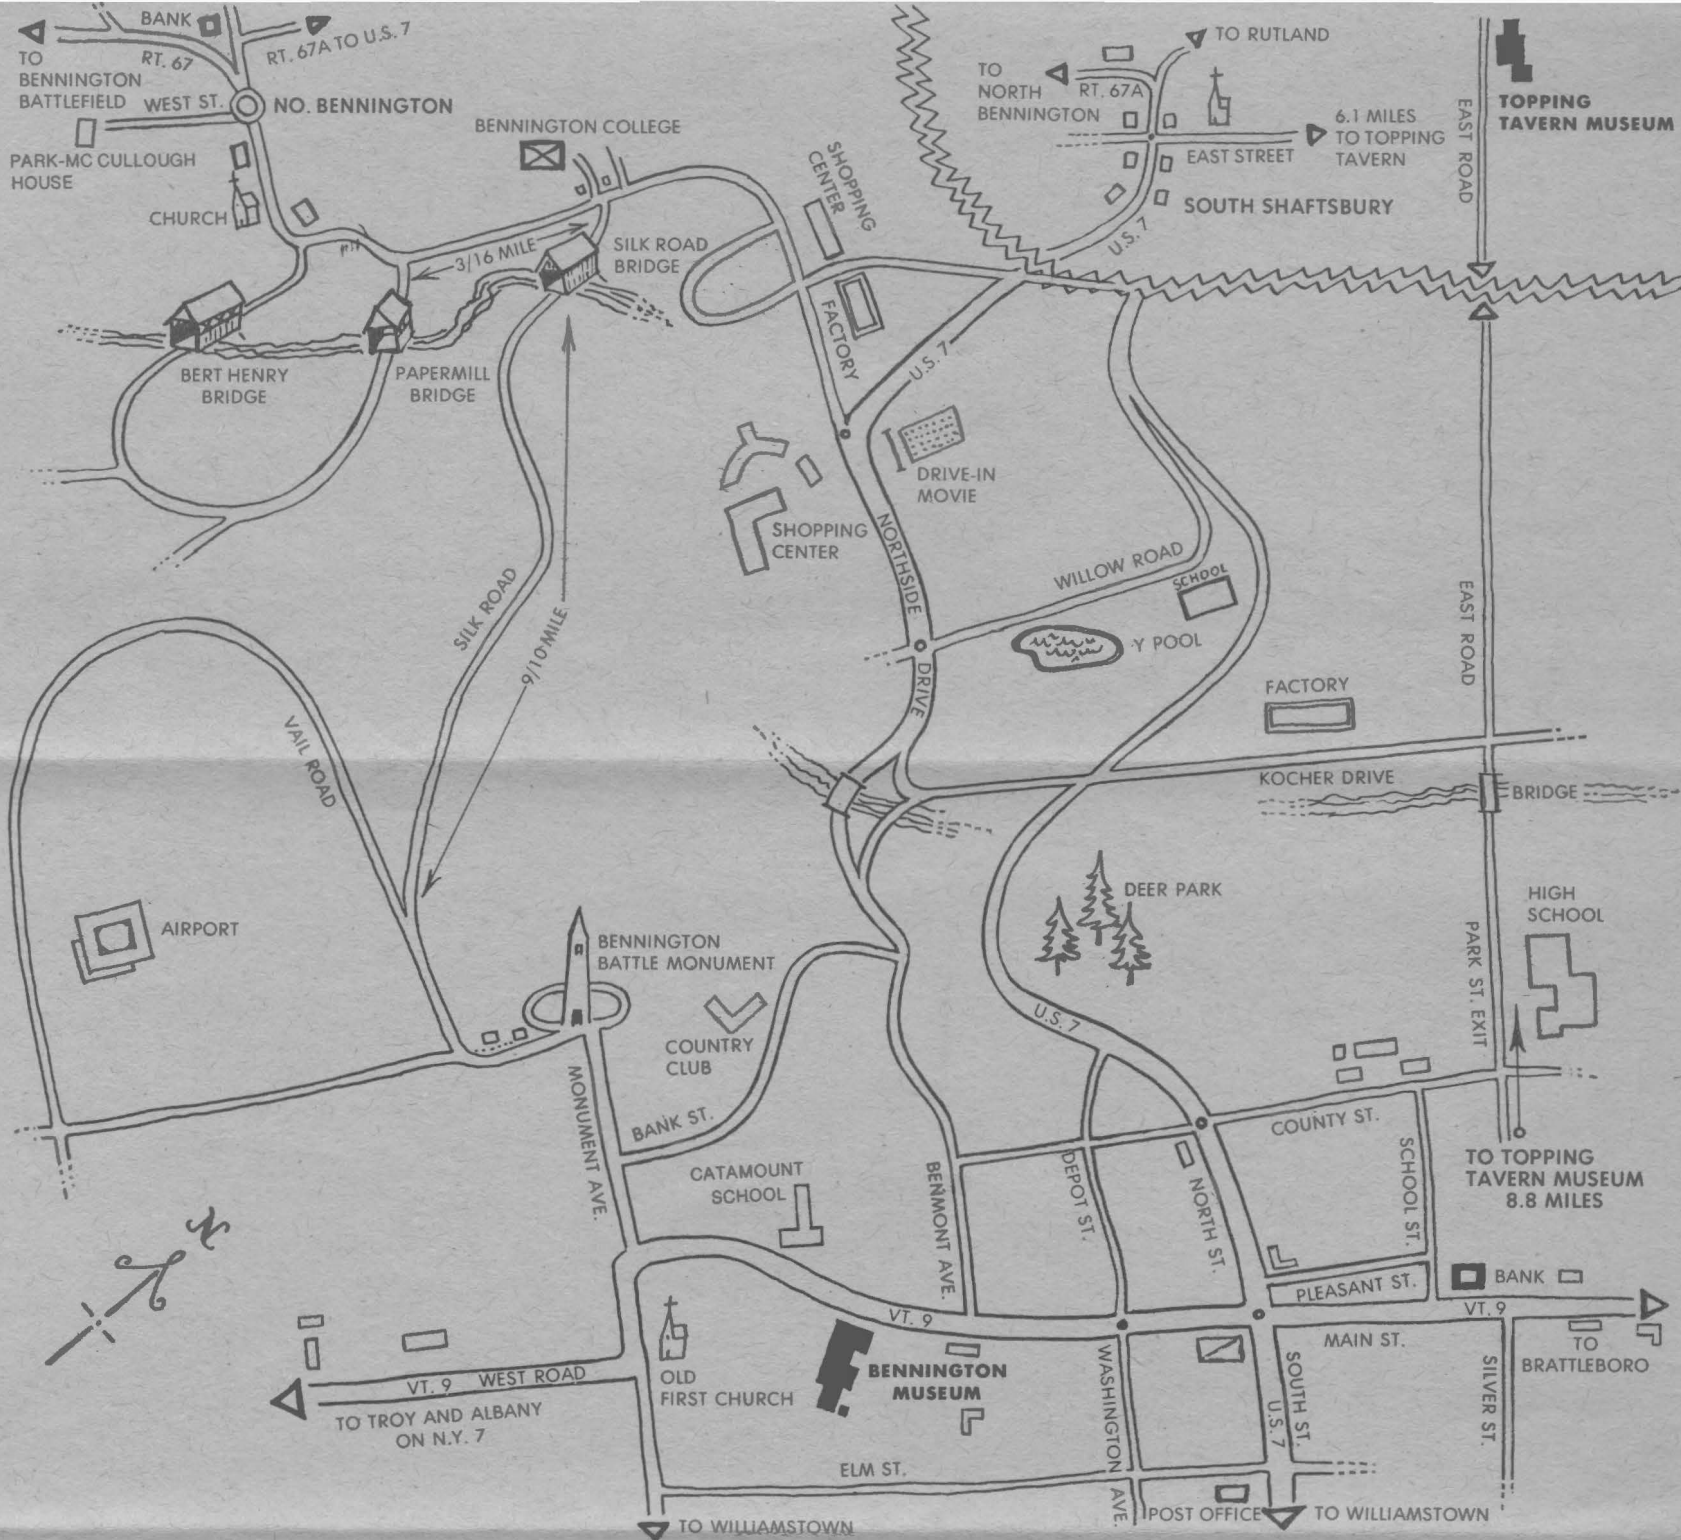 BANK
RT. 67A TO U.S. 7
TO
BENNINGTON
BATTLEFIELD
RT. 67
WEST ST.
NO. BENNINGTON
PARK-MC CULLOUGH
HOUSE
CHURCH
BENNINGTON COLLEGE
3/16 MILE
SILK ROAD
BRIDGE
BERT HENRY
BRIDGE
PAPERMILL
BRIDGE
SHOPPING
CENTER
FACTORY
U.S. 7
TO RUTLAND
TO
NORTH
BENNINGTON
RT. 67A
6.1 MILES
TO TOPPING
TAVERN
EAST STREET
SOUTH SHAFTSBURY
U.S. 7
EAST ROAD
TOPPING
TAVERN MUSEUM
DRIVE-IN
MOVIE
SHOPPING
CENTER
NORTHSIDE
DRIVE
WILLOW ROAD
SCHOOL
Y POOL
EAST ROAD
FACTORY
KOCHER DRIVE
BRIDGE
SILK ROAD
9/10 MILE
VAIL ROAD
AIRPORT
BENNINGTON
BATTLE MONUMENT
COUNTRY
CLUB
DEER PARK
HIGH
SCHOOL
PARK ST. EXIT
U.S. 7
MONUMENT AVE.
BANK ST.
CATAMOUNT
SCHOOL
BENMONT AVE.
DEPOT ST.
NORTH ST.
COUNTY ST.
SCHOOL ST.
TO TOPPING
TAVERN MUSEUM
8.8 MILES
N
PLEASANT ST.
BANK
VT. 9
VT. 9
MAIN ST.
TO
BRATTLEBORO
VT. 9 WEST ROAD
TO TROY AND ALBANY
ON N.Y. 7
OLD
FIRST CHURCH
BENNINGTON
MUSEUM
WASHINGTON AVE.
SOUTH ST.
U.S. 7
SILVER ST.
ELM ST.
POST OFFICE
TO WILLIAMSTOWN
TO WILLIAMSTOWN